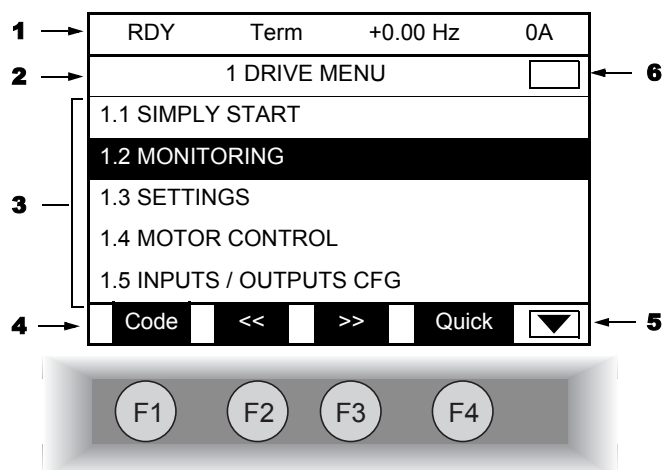 1 RDY Term +0.00 Hz 0A
2 1 DRIVE MENU 6
1.1 SIMPLY START
1.2 MONITORING
3 1.3 SETTINGS
1.4 MOTOR CONTROL
1.5 INPUTS / OUTPUTS CFG
4 Code << >> Quick 5
F1 F2 F3 F4